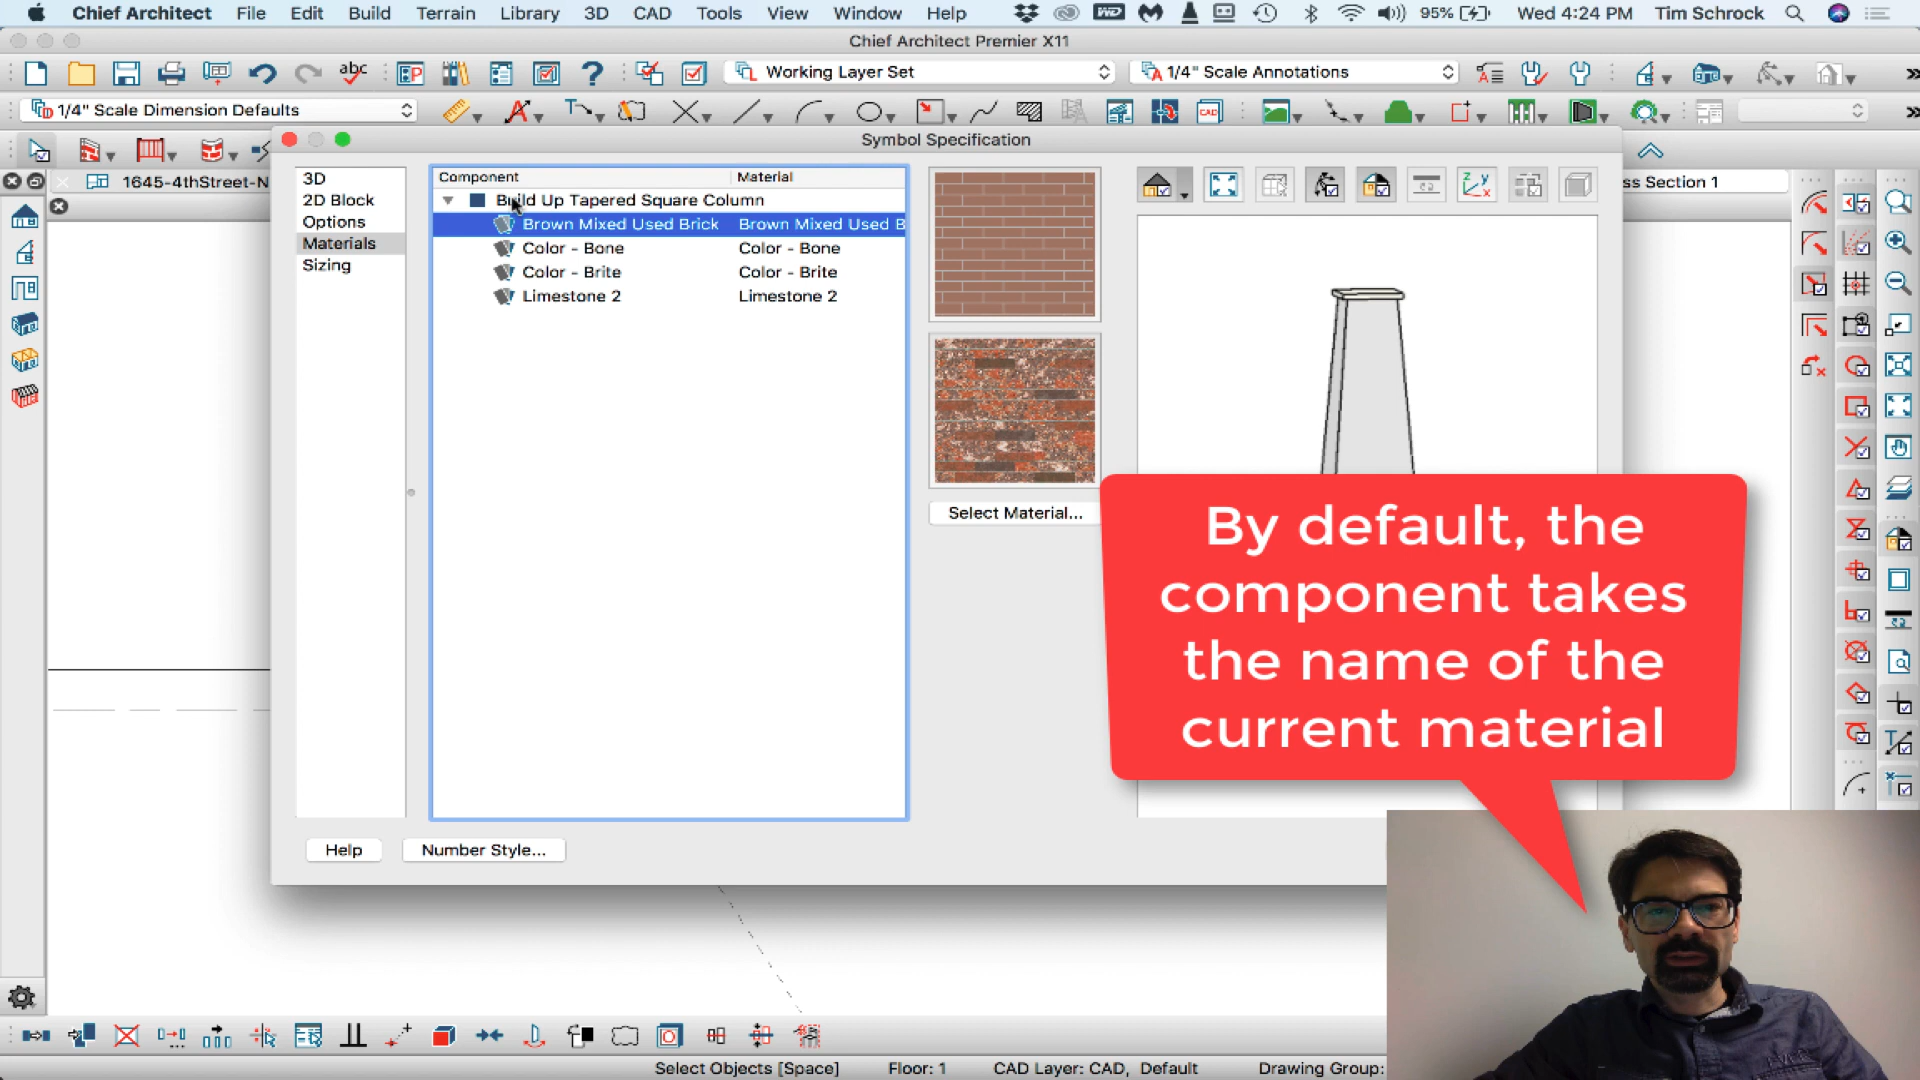 Chief Architect File Edit Build Terrain Library 3D CAD Tools View Window Help 95% Wed 4:24 PM Tim Schrock
Chief Architect Premier X11
abc Working Layer Set 1/4" Scale Annotations
1/4" Scale Dimension Defaults
Symbol Specification
1645-4thStreet-N
ss Section 1
3D
2D Block
Options
Materials
Sizing
Component Material
Build Up Tapered Square Column
Brown Mixed Used Brick Brown Mixed Used B
Color - Bone Color - Bone
Color - Brite Color - Brite
Limestone 2 Limestone 2
Select Material...
By default, the
component takes
the name of the
current material
Help Number Style...
Select Objects [Space] Floor: 1 CAD Layer: CAD, Default Drawing Group: